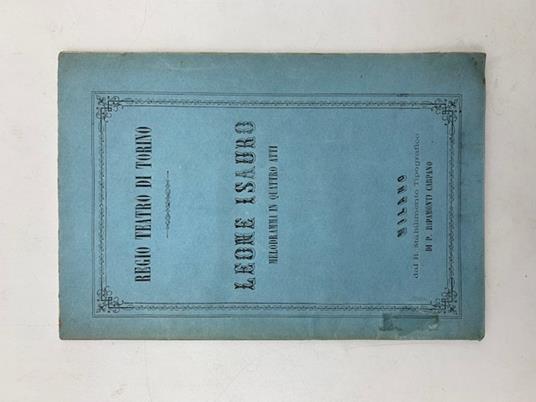 REGIO TEATRO DI TORINO
LEONE ISAURO
MELODRAMMA IN QUATTRO ATTI
MILANO
dal R. Stabilimento Tipografico
DI P. RIPAMONTI CARPANO